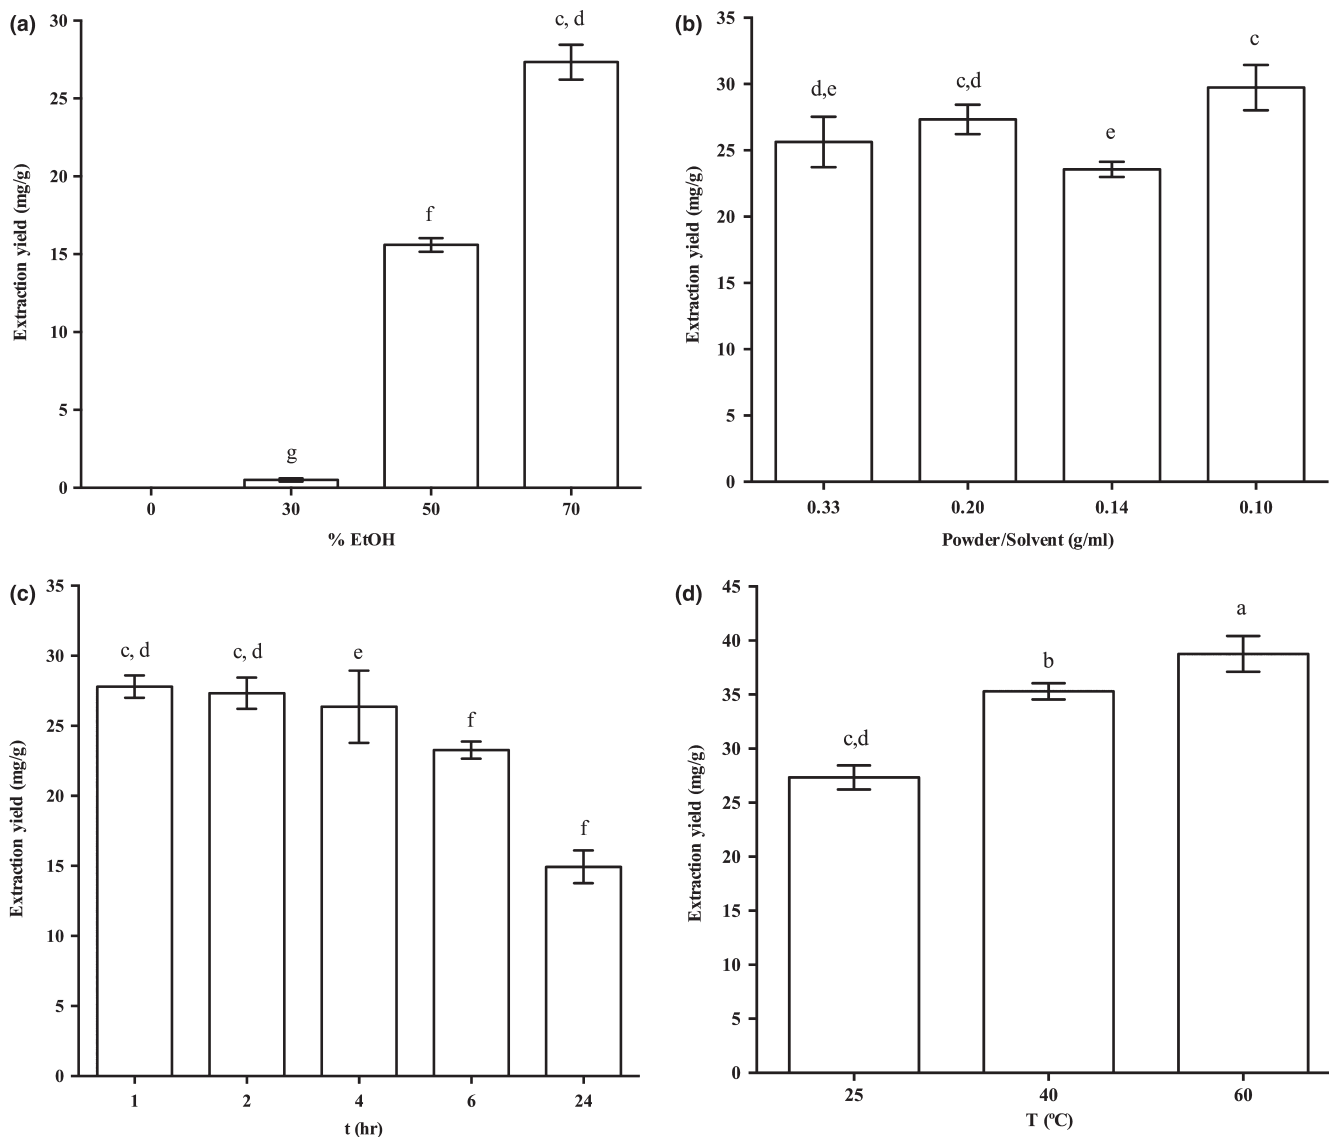 (a)
30
25
20
15
10
5
0
Extraction yield (mg/g)
c, d
f
g
0 30 50 70
% EtOH
(b)
35
30
25
20
15
10
5
0
Extraction yield (mg/g)
d,e
c,d
e
c
0.33 0.20 0.14 0.10
Powder/Solvent (g/ml)
(c)
35
30
25
20
15
10
5
0
Extraction yield (mg/g)
c, d
c, d
e
f
f
1 2 4 6 24
t (hr)
(d)
45
40
35
30
25
20
15
10
5
0
Extraction yield (mg/g)
c,d
b
a
25 40 60
T (ºC)